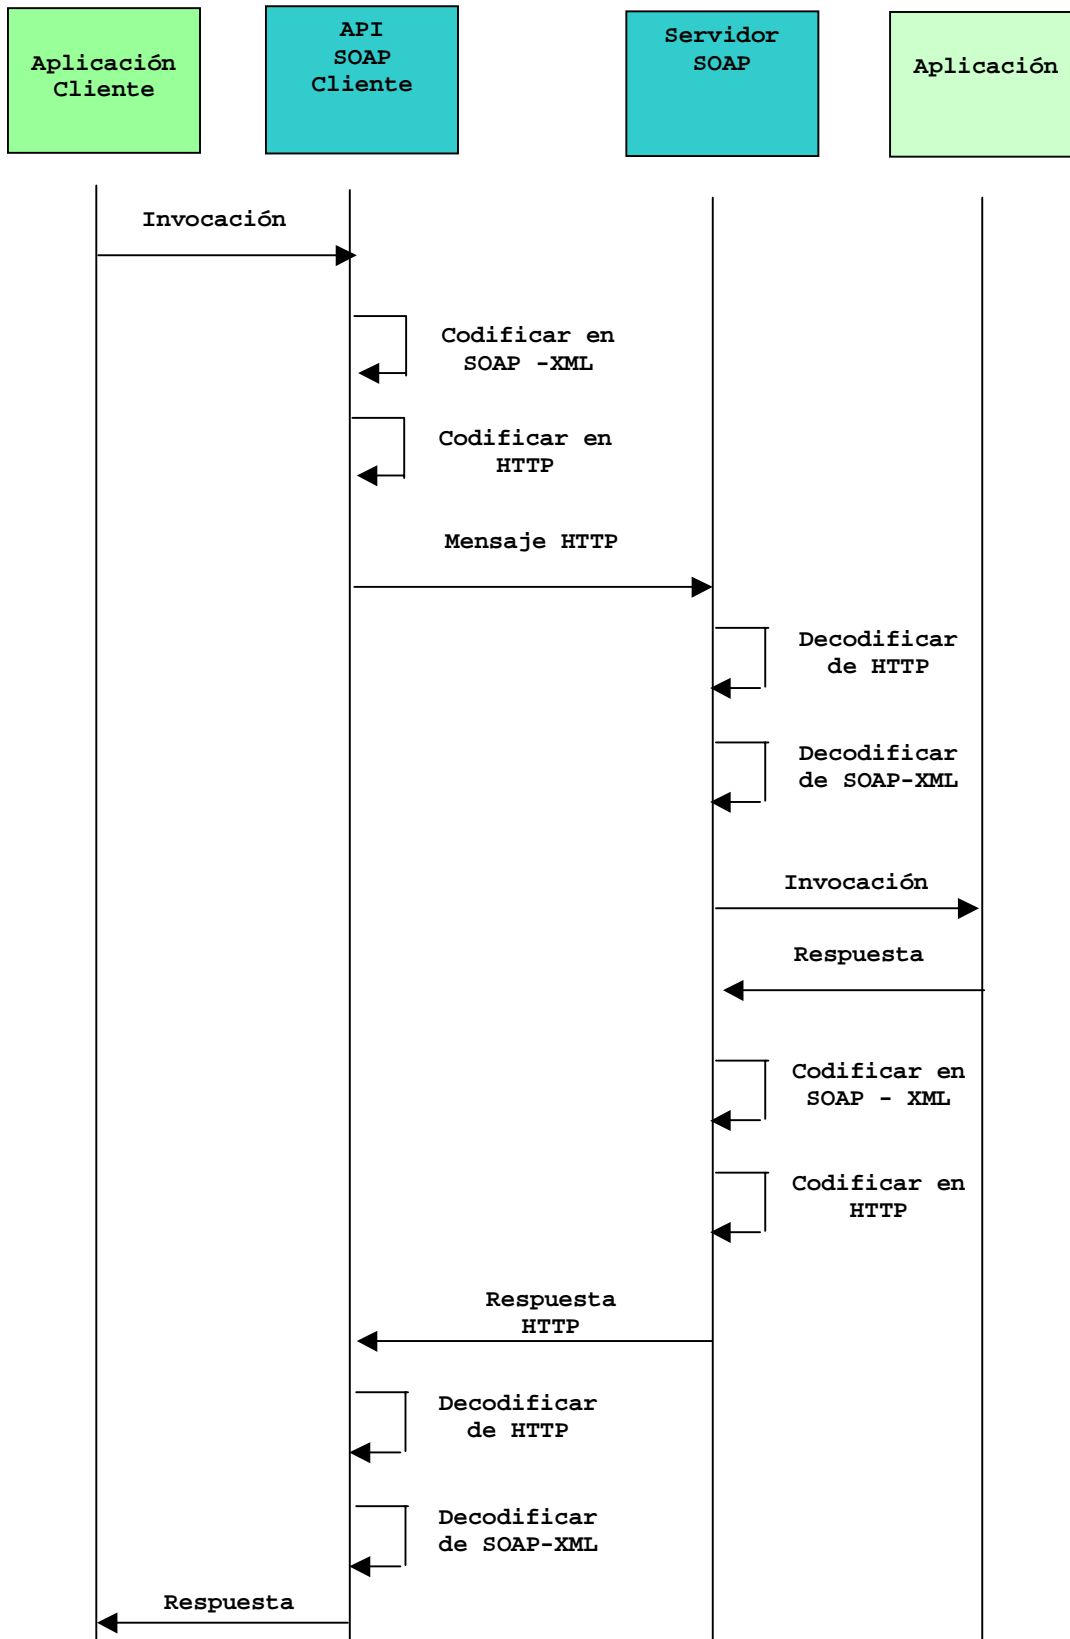 Aplicación
Cliente
API
SOAP
Cliente
Servidor
SOAP
Aplicación
Invocación
Codificar en
SOAP -XML
Codificar en
HTTP
Mensaje HTTP
Decodificar
de HTTP
Decodificar
de SOAP-XML
Invocación
Respuesta
Codificar en
SOAP - XML
Codificar en
HTTP
Respuesta
HTTP
Decodificar
de HTTP
Decodificar
de SOAP-XML
Respuesta